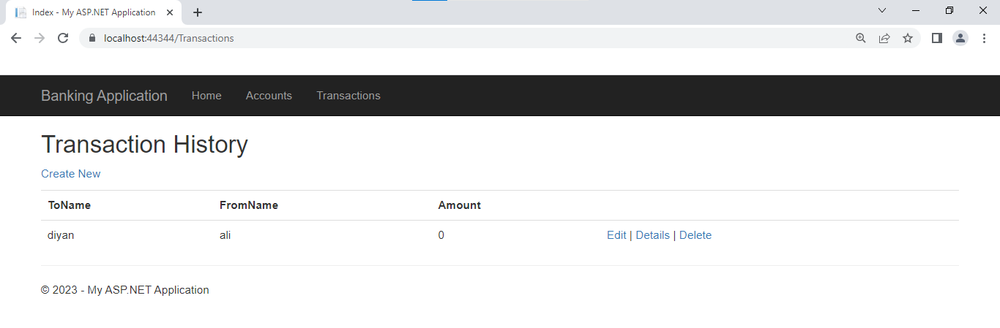 Index - My ASP.NET Application
localhost:44344/Transactions
Banking Application Home Accounts Transactions
Transaction History
Create New
ToName FromName Amount
diyan ali 0 Edit | Details | Delete
© 2023 - My ASP.NET Application